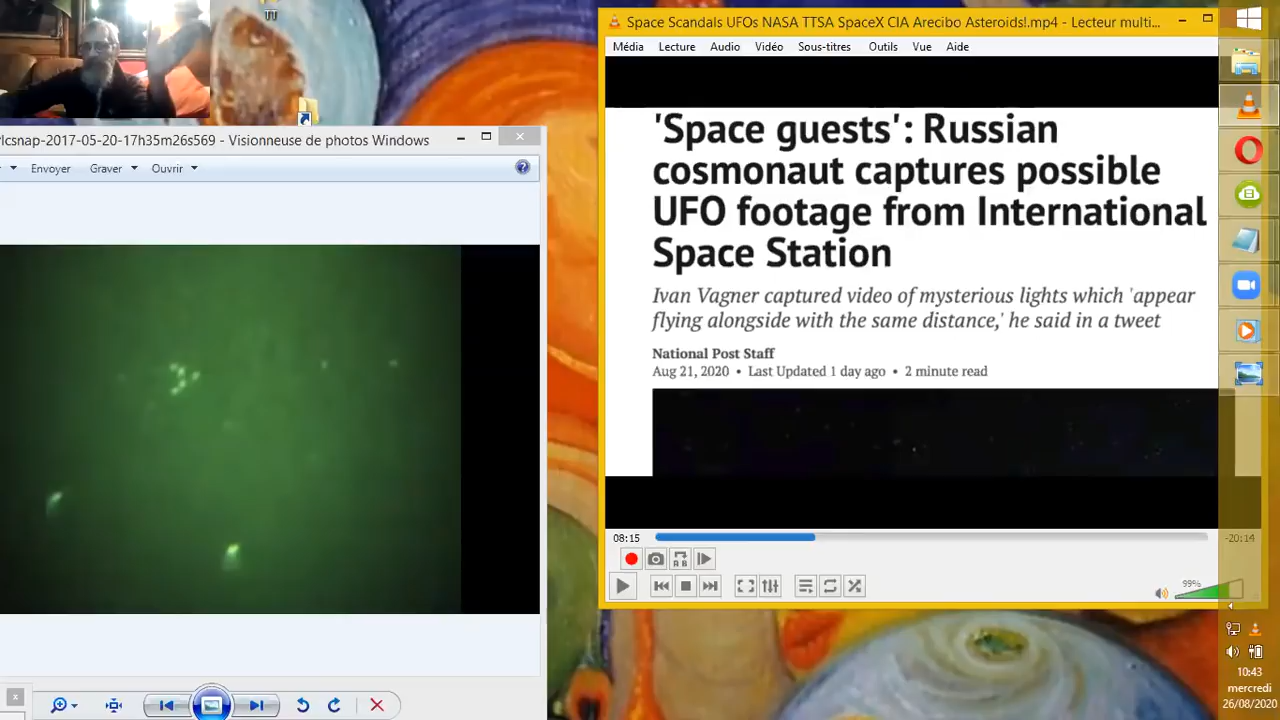 TT
lcsnap-2017-05-20-17h35m26s569 - Visionneuse de photos Windows
Envoyer Graver Ouvrir
Space Scandals UFOs NASA TTSA SpaceX CIA Arecibo Asteroids!.mp4 - Lecteur multi...
Média Lecture Audio Vidéo Sous-titres Outils Vue Aide
'Space guests': Russian
cosmonaut captures possible
UFO footage from International
Space Station
Ivan Vagner captured video of mysterious lights which 'appear
flying alongside with the same distance,' he said in a tweet
National Post Staff
Aug 21, 2020 • Last Updated 1 day ago • 2 minute read
08:15
-20:14
99%
10:43
mercredi
26/08/2020